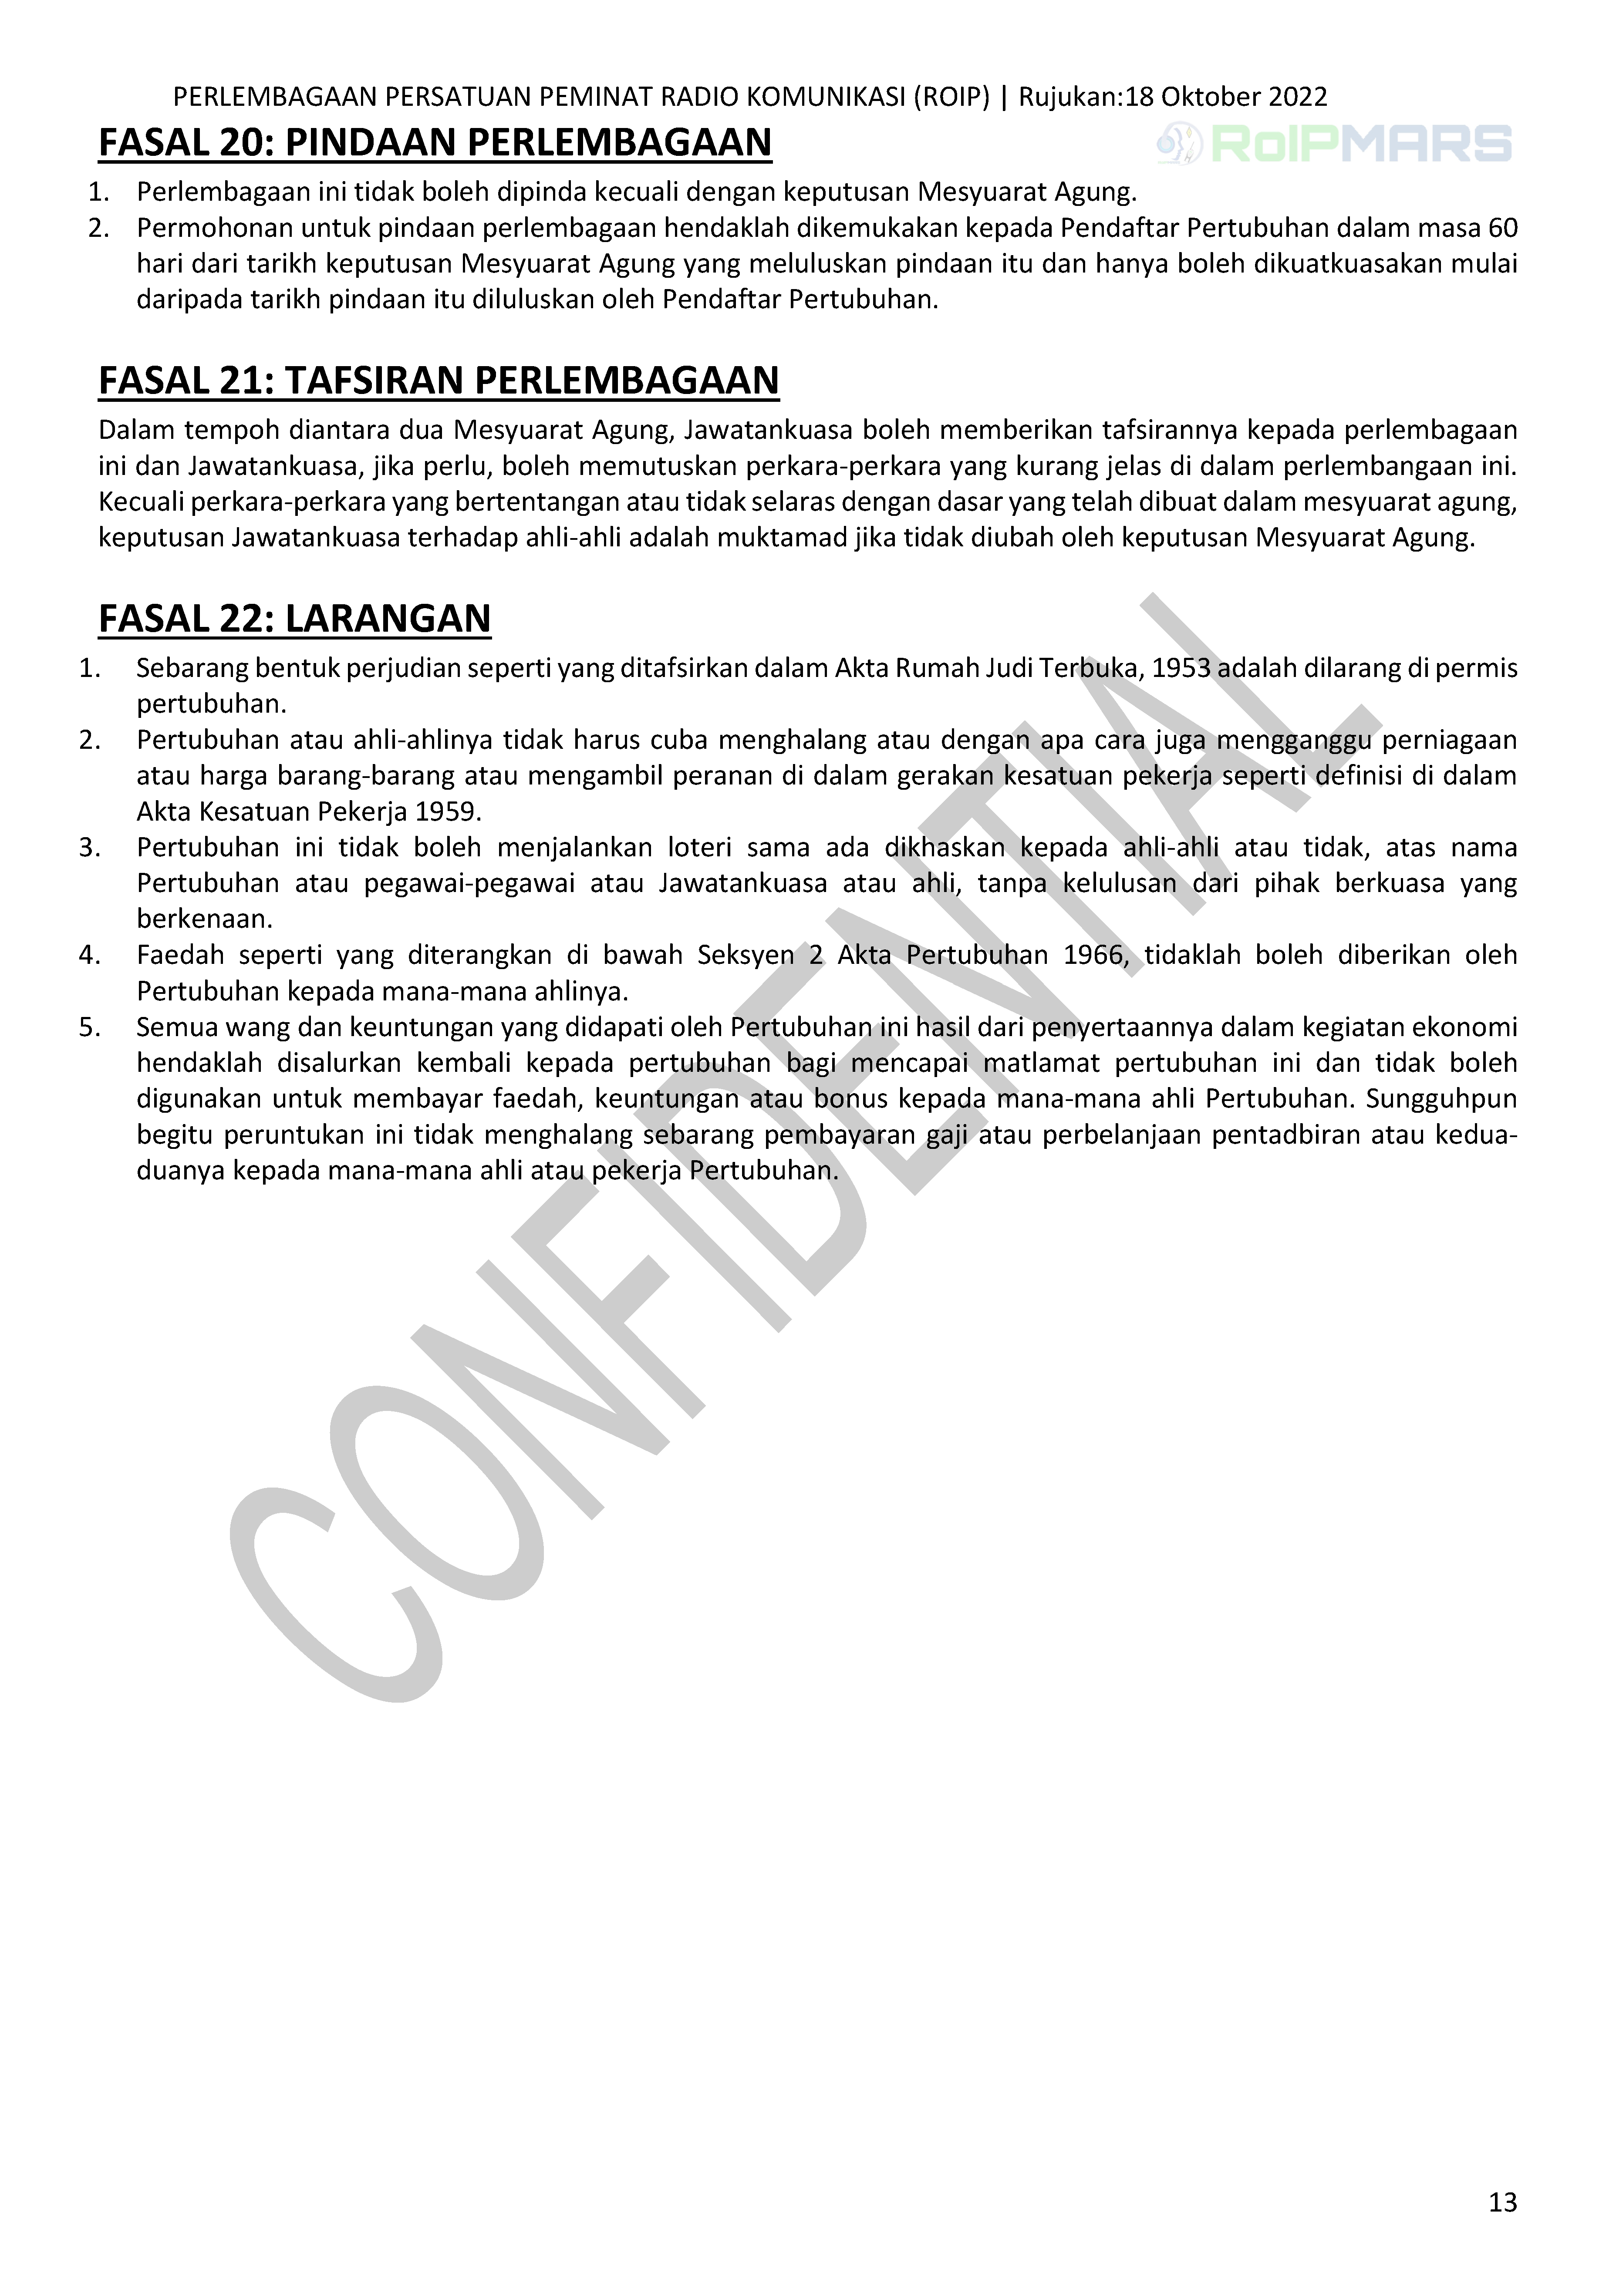 PERLEMBAGAAN PERSATUAN PEMINAT RADIO KOMUNIKASI (ROIP) | Rujukan:18 Oktober 2022
RoIPMARS
FASAL 20: PINDAAN PERLEMBAGAAN
1. Perlembagaan ini tidak boleh dipinda kecuali dengan keputusan Mesyuarat Agung.
2. Permohonan untuk pindaan perlembagaan hendaklah dikemukakan kepada Pendaftar Pertubuhan dalam masa 60
hari dari tarikh keputusan Mesyuarat Agung yang meluluskan pindaan itu dan hanya boleh dikuatkuasakan mulai
daripada tarikh pindaan itu diluluskan oleh Pendaftar Pertubuhan.
FASAL 21: TAFSIRAN PERLEMBAGAAN
Dalam tempoh diantara dua Mesyuarat Agung, Jawatankuasa boleh memberikan tafsirannya kepada perlembagaan
ini dan Jawatankuasa, jika perlu, boleh memutuskan perkara-perkara yang kurang jelas di dalam perlembangaan ini.
Kecuali perkara-perkara yang bertentangan atau tidak selaras dengan dasar yang telah dibuat dalam mesyuarat agung,
keputusan Jawatankuasa terhadap ahli-ahli adalah muktamad jika tidak diubah oleh keputusan Mesyuarat Agung.
FASAL 22: LARANGAN
1. Sebarang bentuk perjudian seperti yang ditafsirkan dalam Akta Rumah Judi Terbuka, 1953 adalah dilarang di permis
pertubuhan.
2. Pertubuhan atau ahli-ahlinya tidak harus cuba menghalang atau dengan apa cara juga mengganggu perniagaan
atau harga barang-barang atau mengambil peranan di dalam gerakan kesatuan pekerja seperti definisi di dalam
Akta Kesatuan Pekerja 1959.
3. Pertubuhan ini tidak boleh menjalankan loteri sama ada dikhaskan kepada ahli-ahli atau tidak, atas nama
Pertubuhan atau pegawai-pegawai atau Jawatankuasa atau ahli, tanpa kelulusan dari pihak berkuasa yang
berkenaan.
4. Faedah seperti yang diterangkan di bawah Seksyen 2 Akta Pertubuhan 1966, tidaklah boleh diberikan oleh
Pertubuhan kepada mana-mana ahlinya.
5. Semua wang dan keuntungan yang didapati oleh Pertubuhan ini hasil dari penyertaannya dalam kegiatan ekonomi
hendaklah disalurkan kembali kepada pertubuhan bagi mencapai matlamat pertubuhan ini dan tidak boleh
digunakan untuk membayar faedah, keuntungan atau bonus kepada mana-mana ahli Pertubuhan. Sungguhpun
begitu peruntukan ini tidak menghalang sebarang pembayaran gaji atau perbelanjaan pentadbiran atau kedua-
duanya kepada mana-mana ahli atau pekerja Pertubuhan.
CONFIDENTIAL
13